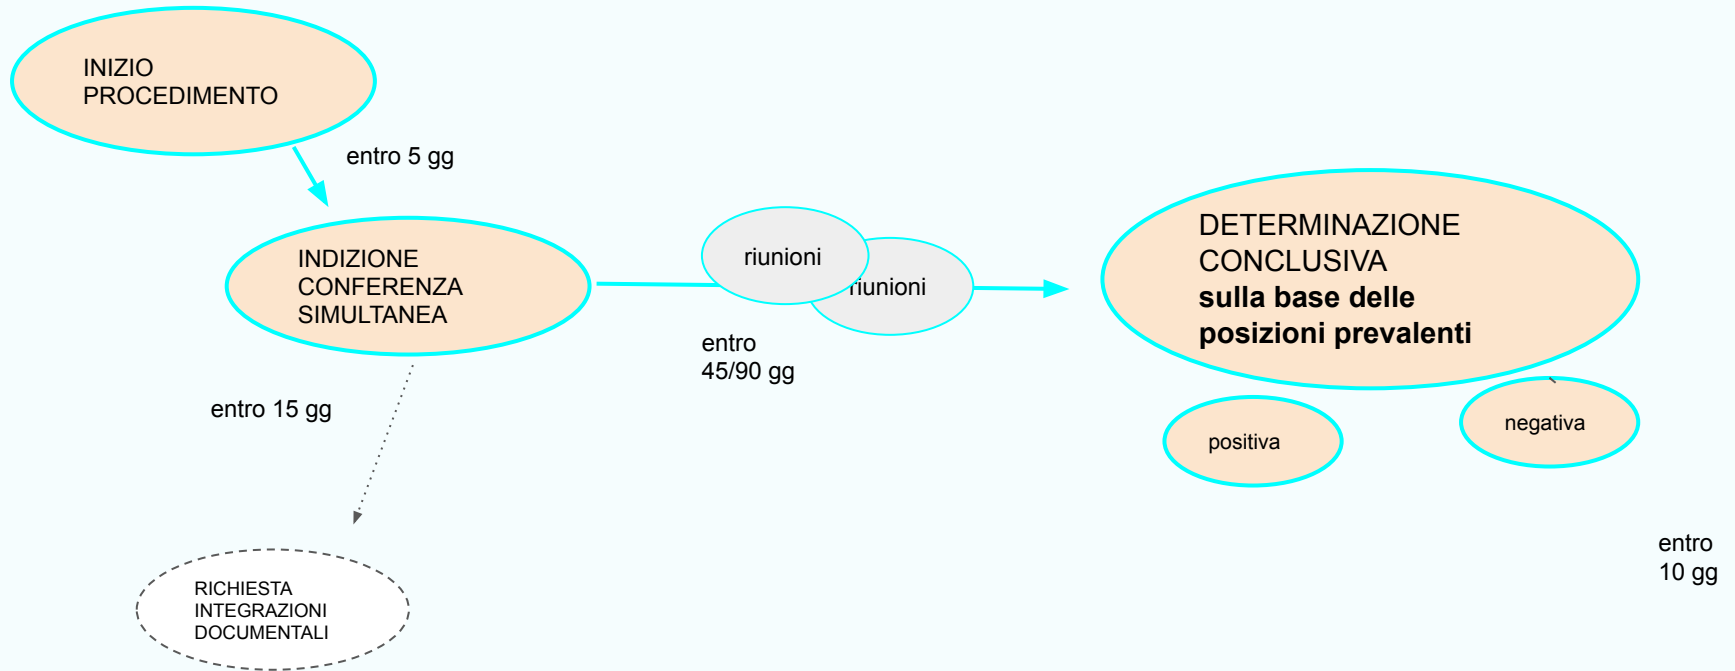 INIZIO
PROCEDIMENTO
entro 5 gg
INDIZIONE
CONFERENZA
SIMULTANEA
riunioni
riunioni
entro
45/90 gg
DETERMINAZIONE
CONCLUSIVA
sulla base delle
posizioni prevalenti
positiva
negativa
entro 15 gg
entro
10 gg
RICHIESTA
INTEGRAZIONI
DOCUMENTALI